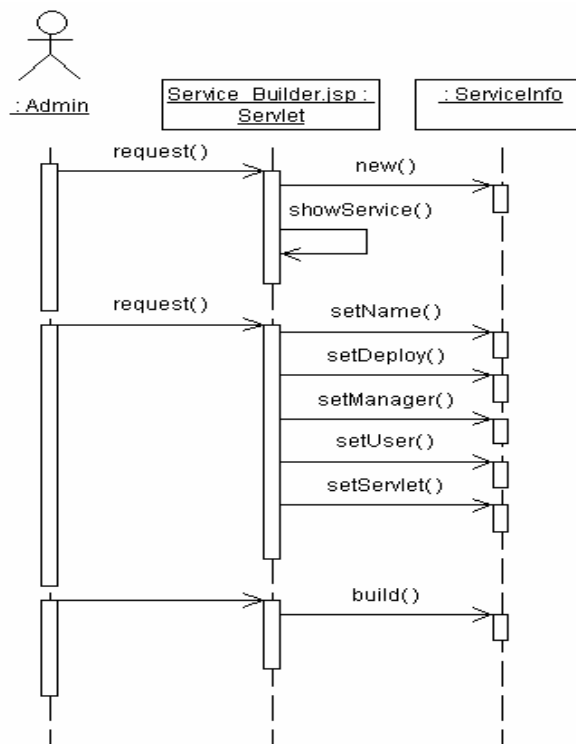 : Admin
Service_Builder.jsp :
Servlet
: ServiceInfo
request()
new()
showService()
request()
setName()
setDeploy()
setManager()
setUser()
setServlet()
build()